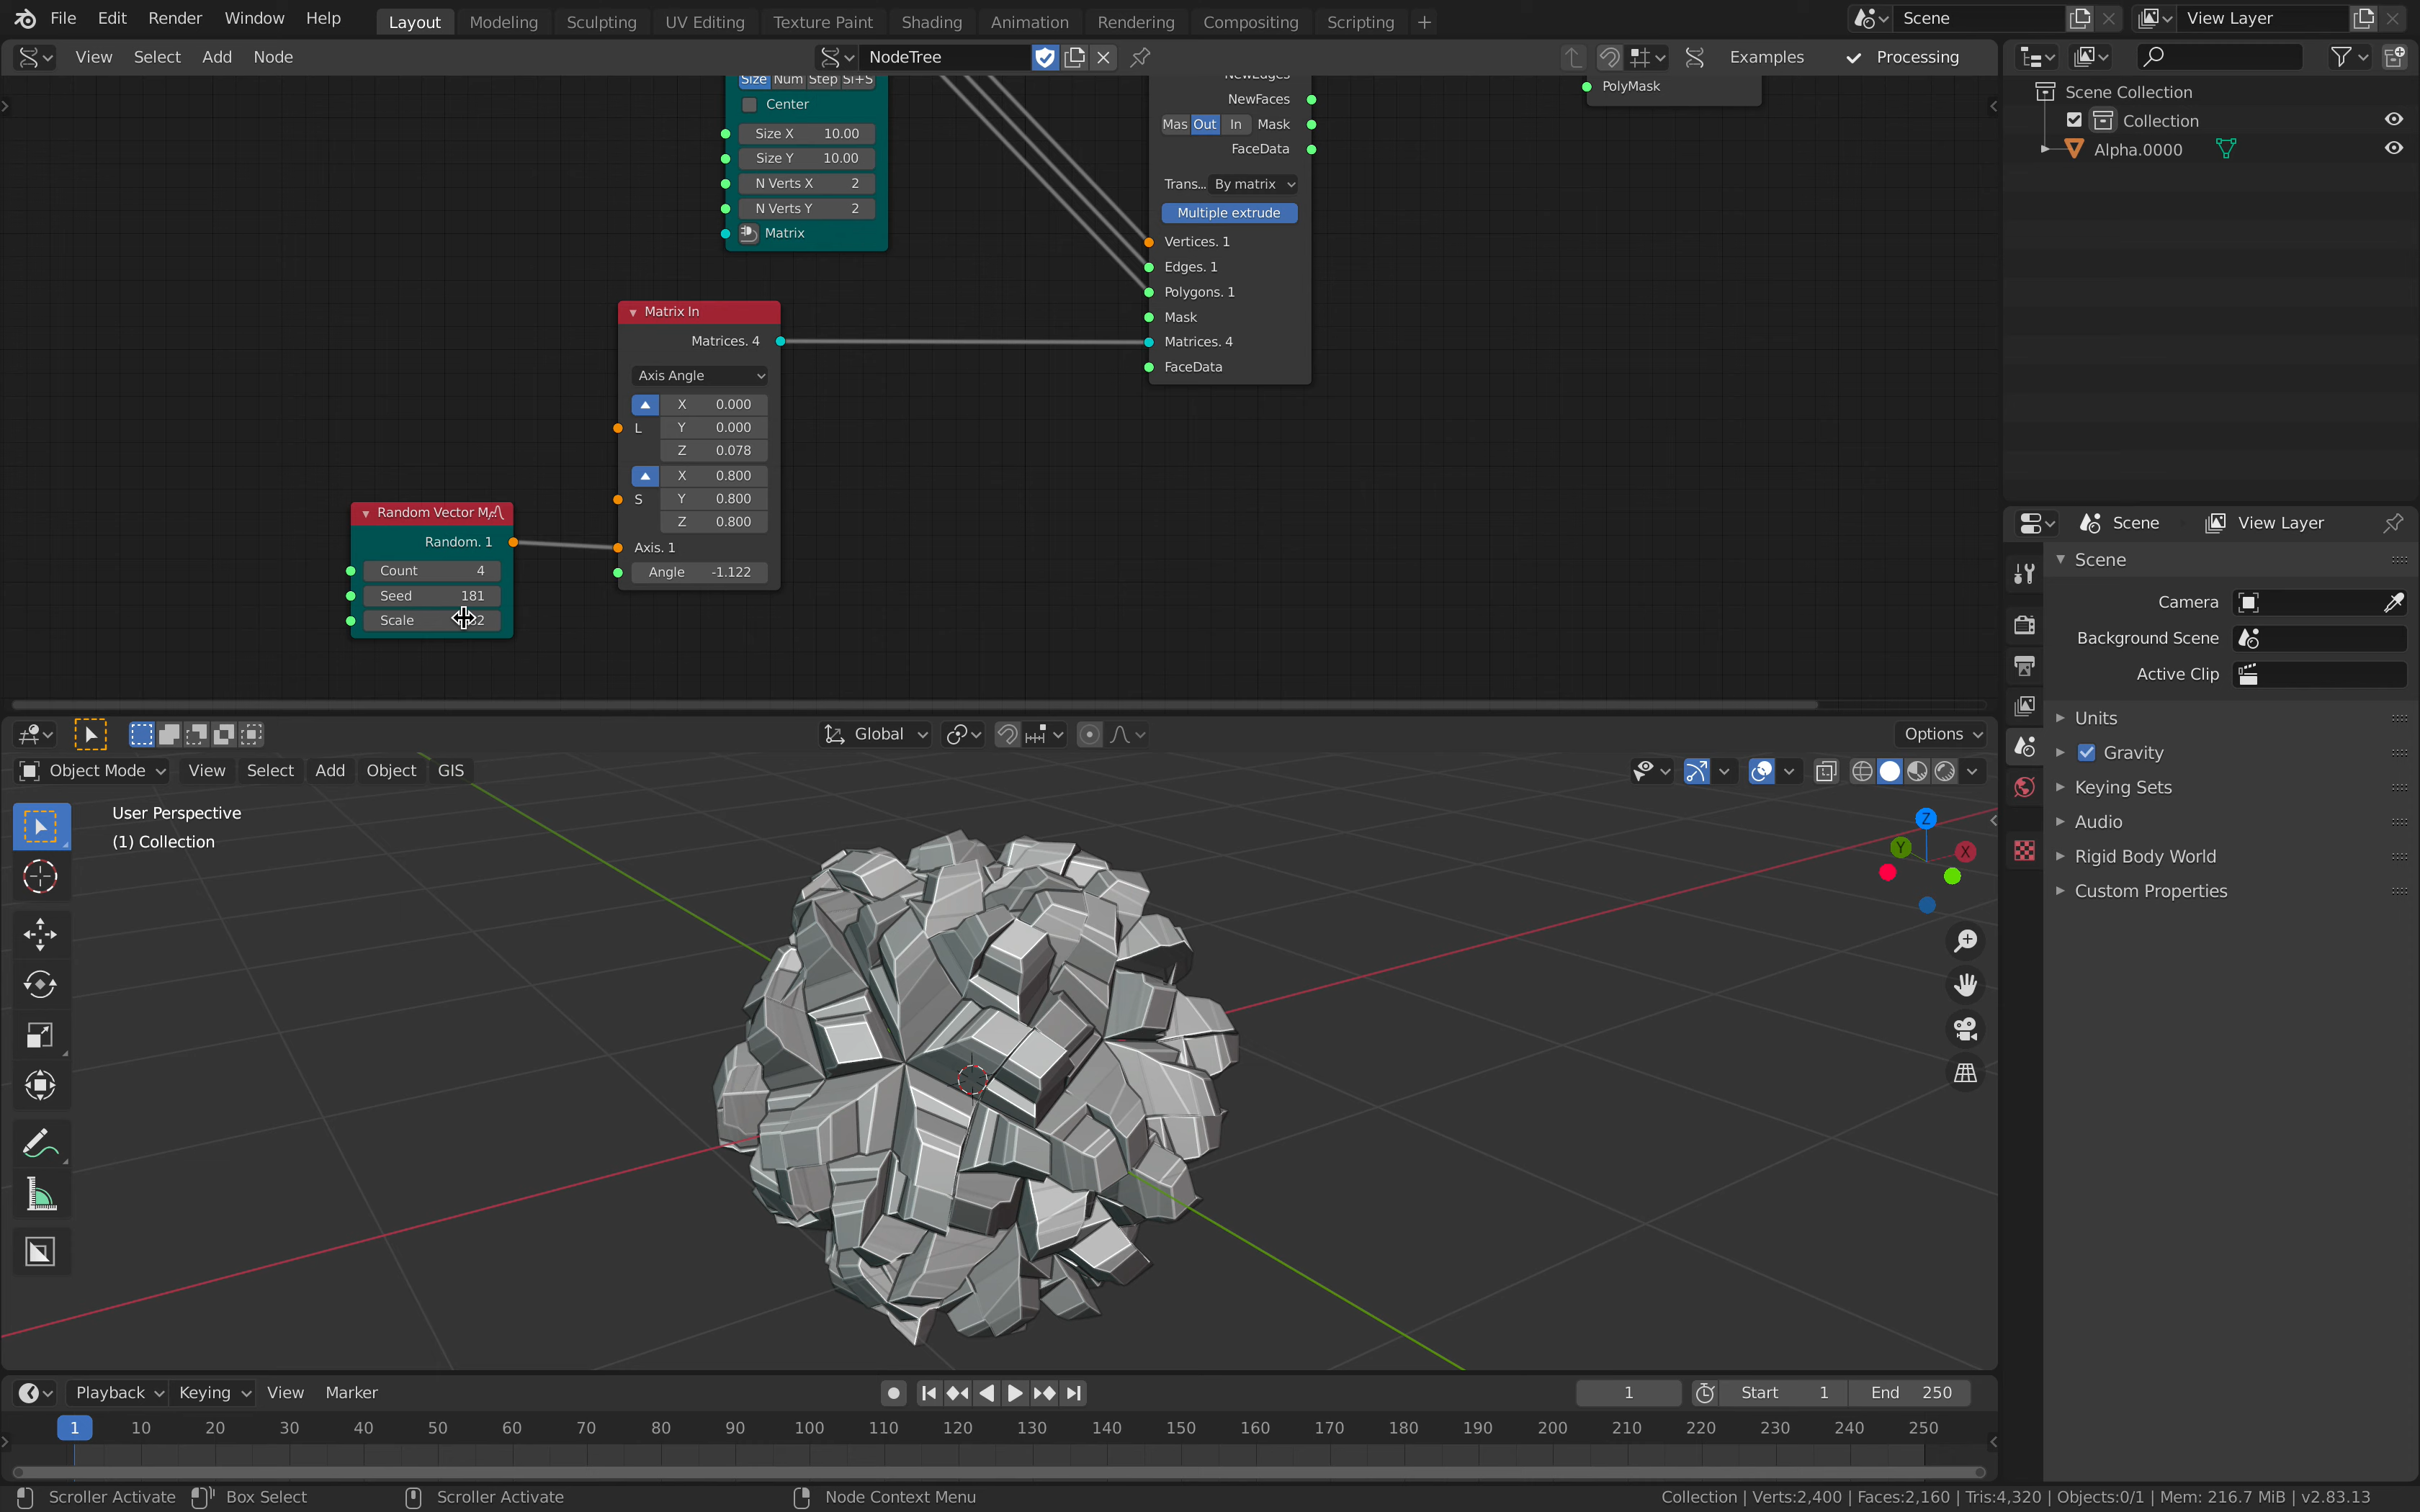 File Edit Render Window Help Layout Modeling Sculpting UV Editing Texture Paint Shading Animation Rendering Compositing Scripting + Scene View Layer
View Select Add Node NodeTree Examples Processing
Size Num Step Si+S
Center
Size X 10.00
Size Y 10.00
N Verts X 2
N Verts Y 2
Matrix
NewEdges
NewFaces
Mas Out In Mask
FaceData
Trans... By matrix
Multiple extrude
Vertices. 1
Edges. 1
Polygons. 1
Mask
Matrices. 4
FaceData
PolyMask
Matrix In
Matrices. 4
Axis Angle
X 0.000
L Y 0.000
Z 0.078
X 0.800
S Y 0.800
Z 0.800
Axis. 1
Angle -1.122
Random Vector M
Random. 1
Count 4
Seed 181
Scale
Scene Collection
Collection
Alpha.0000
Scene View Layer
Scene
Camera
Background Scene
Active Clip
Units
Gravity
Keying Sets
Audio
Rigid Body World
Custom Properties
Global Options
Object Mode View Select Add Object GIS
User Perspective
(1) Collection
Z
Y X
Playback Keying View Marker 1 Start 1 End 250
1 10 20 30 40 50 60 70 80 90 100 110 120 130 140 150 160 170 180 190 200 210 220 230 240 250
Scroller Activate Box Select Scroller Activate Node Context Menu Collection | Verts:2,400 | Faces:2,160 | Tris:4,320 | Objects:0/1 | Mem: 216.7 MiB | v2.83.13